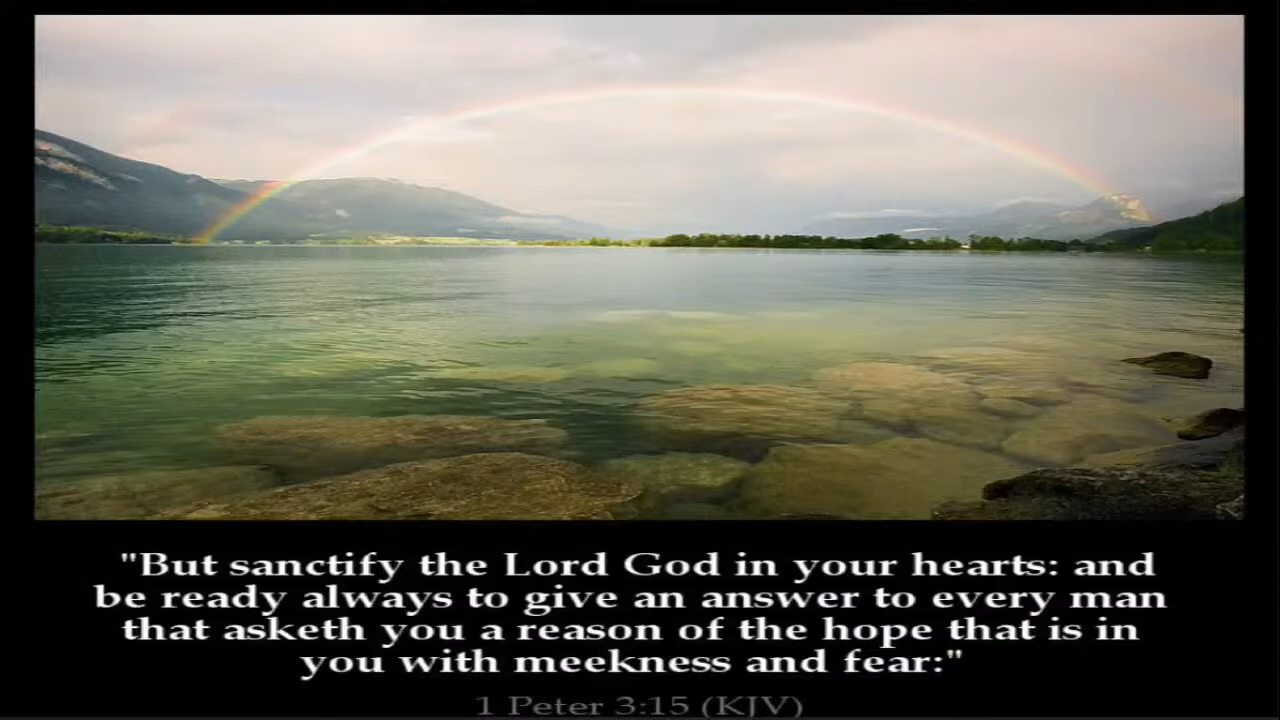 "But sanctify the Lord God in your hearts: and
be ready always to give an answer to every man
that asketh you a reason of the hope that is in
you with meekness and fear:"
1 Peter 3:15 (KJV)